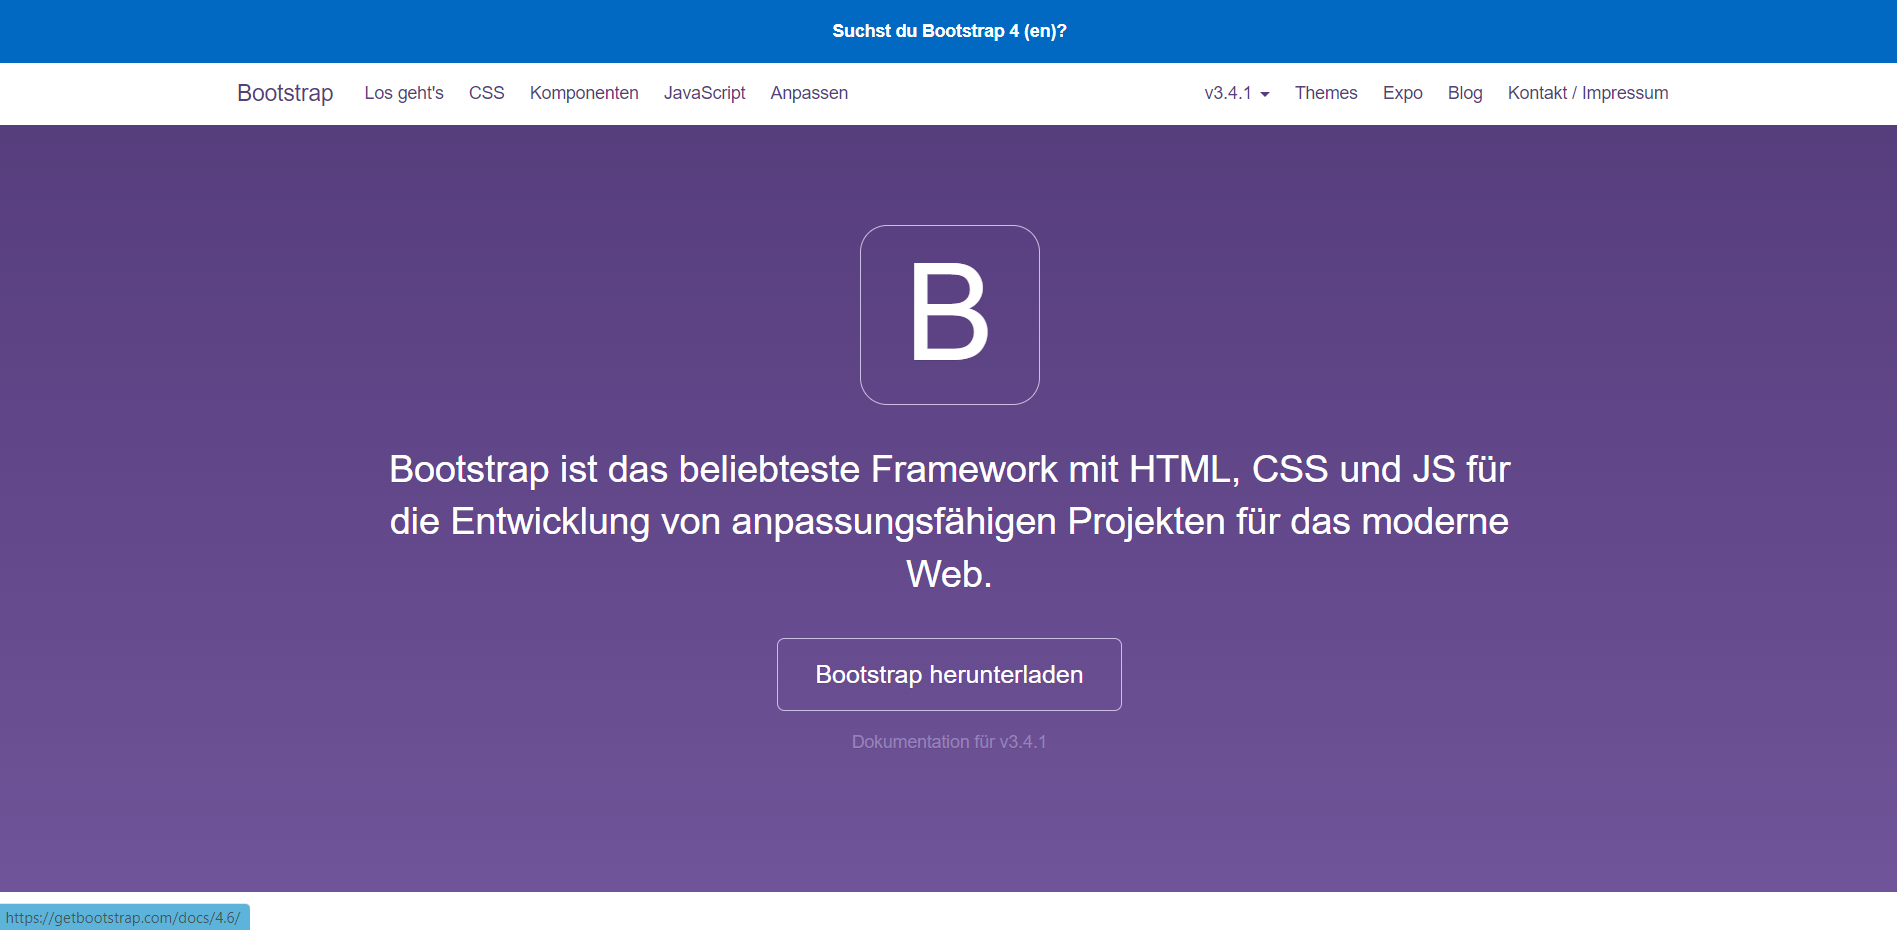 Suchst du Bootstrap 4 (en)?
Bootstrap Los geht's CSS Komponenten JavaScript Anpassen v3.4.1 Themes Expo Blog Kontakt / Impressum
B
Bootstrap ist das beliebteste Framework mit HTML, CSS und JS für
die Entwicklung von anpassungsfähigen Projekten für das moderne
Web.
Bootstrap herunterladen
Dokumentation für v3.4.1
https://getbootstrap.com/docs/4.6/